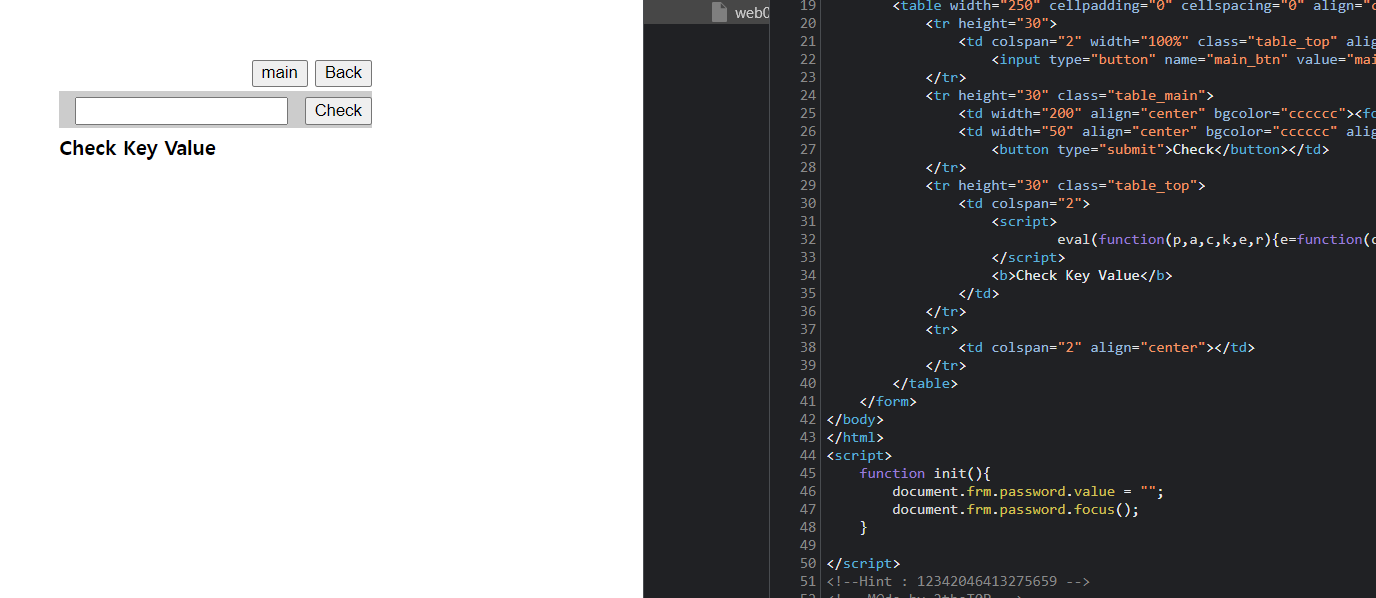 main Back
Check
Check Key Value
web0
19 <table width="250" cellpadding="0" cellspacing="0" align="c
20 <tr height="30">
21 <td colspan="2" width="100%" class="table_top" alig
22 <input type="button" name="main_btn" value="mai
23 </tr>
24 <tr height="30" class="table_main">
25 <td width="200" align="center" bgcolor="cccccc"><fo
26 <td width="50" align="center" bgcolor="cccccc" alig
27 <button type="submit">Check</button></td>
28 </tr>
29 <tr height="30" class="table_top">
30 <td colspan="2">
31 <script>
32 eval(function(p,a,c,k,e,r){e=function(c
33 </script>
34 <b>Check Key Value</b>
35 </td>
36 </tr>
37 <tr>
38 <td colspan="2" align="center"></td>
39 </tr>
40 </table>
41 </form>
42 </body>
43 </html>
44 <script>
45 function init(){
46 document.frm.password.value = "";
47 document.frm.password.focus();
48 }
49
50 </script>
51 <!--Hint : 12342046413275659 -->